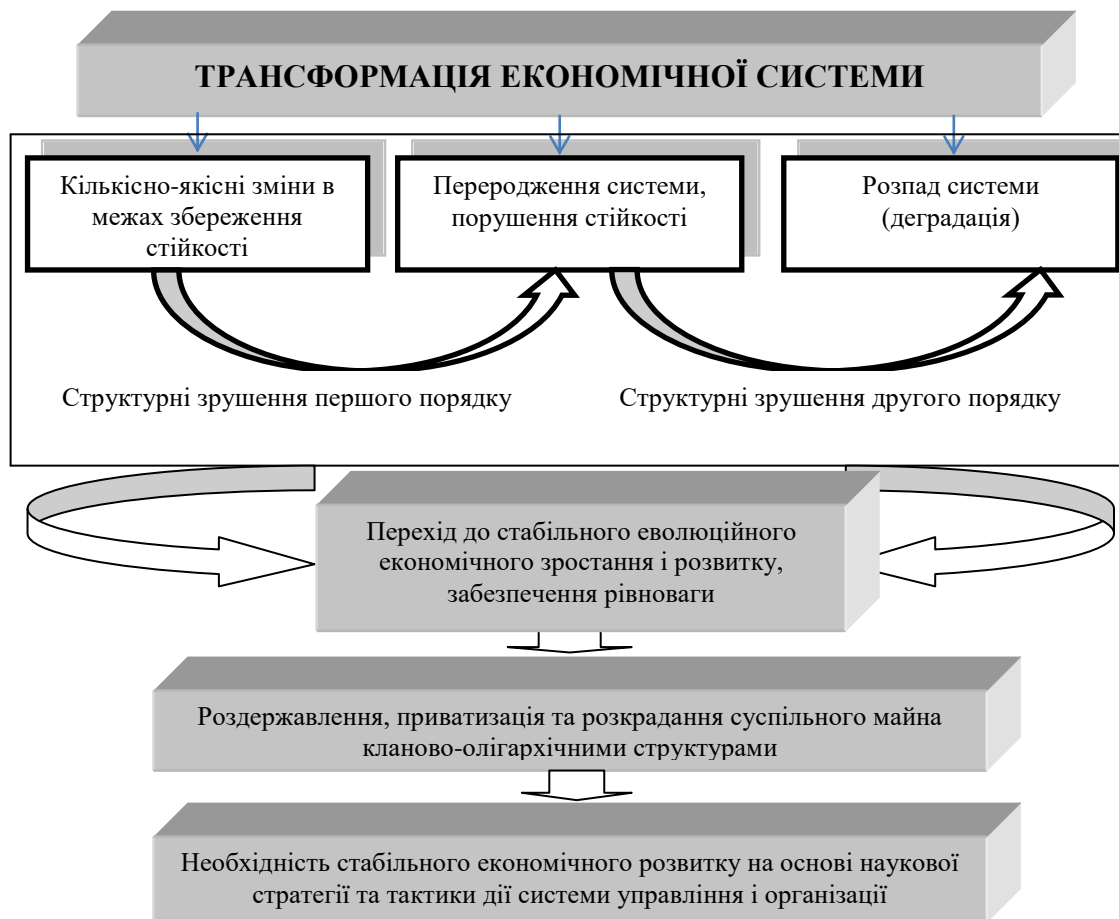 ТРАНСФОРМАЦІЯ ЕКОНОМІЧНОЇ СИСТЕМИ
Кількісно-якісні зміни в
межах збереження
стійкості
Переродження системи,
порушення стійкості
Розпад системи
(деградація)
Структурні зрушення першого порядку
Структурні зрушення другого порядку
Перехід до стабільного еволюційного
економічного зростання і розвитку,
забезпечення рівноваги
Роздержавлення, приватизація та розкрадання суспільного майна
кланово-олігархічними структурами
Необхідність стабільного економічного розвитку на основі наукової
стратегії та тактики дії системи управління і організації